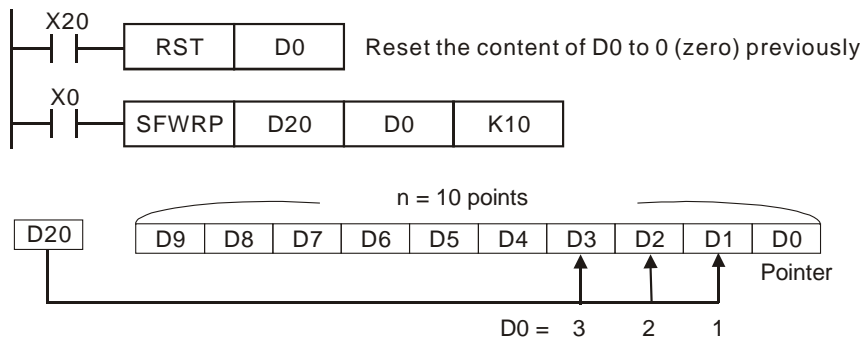 X20
RST D0 Reset the content of D0 to 0 (zero) previously
X0
SFWRP D20 D0 K10
n = 10 points
D20 D9 D8 D7 D6 D5 D4 D3 D2 D1 D0
Pointer
D0 = 3 2 1